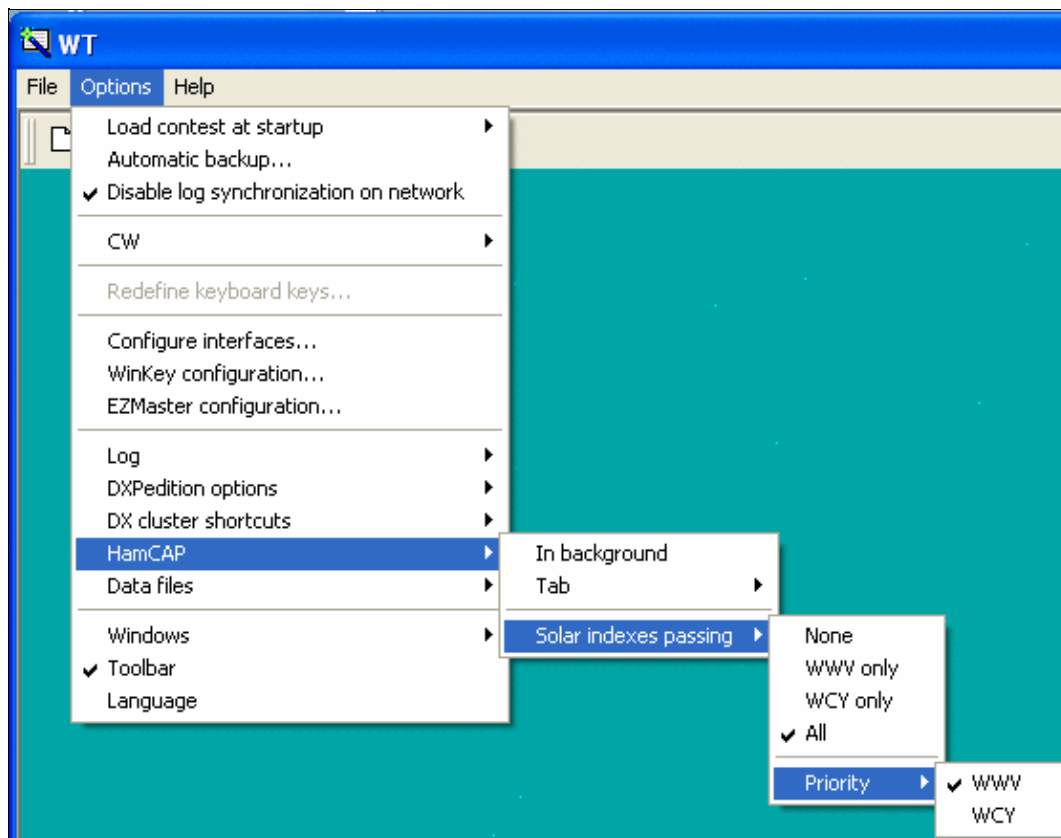 WT
File Options Help
Load contest at startup
Automatic backup...
Disable log synchronization on network
CW
Redefine keyboard keys...
Configure interfaces...
WinKey configuration...
EZMaster configuration...
Log
DXPedition options
DX cluster shortcuts
HamCAP
Data files
Windows
Toolbar
Language
In background
Tab
Solar indexes passing
None
WWV only
WCY only
All
Priority
WWV
WCY